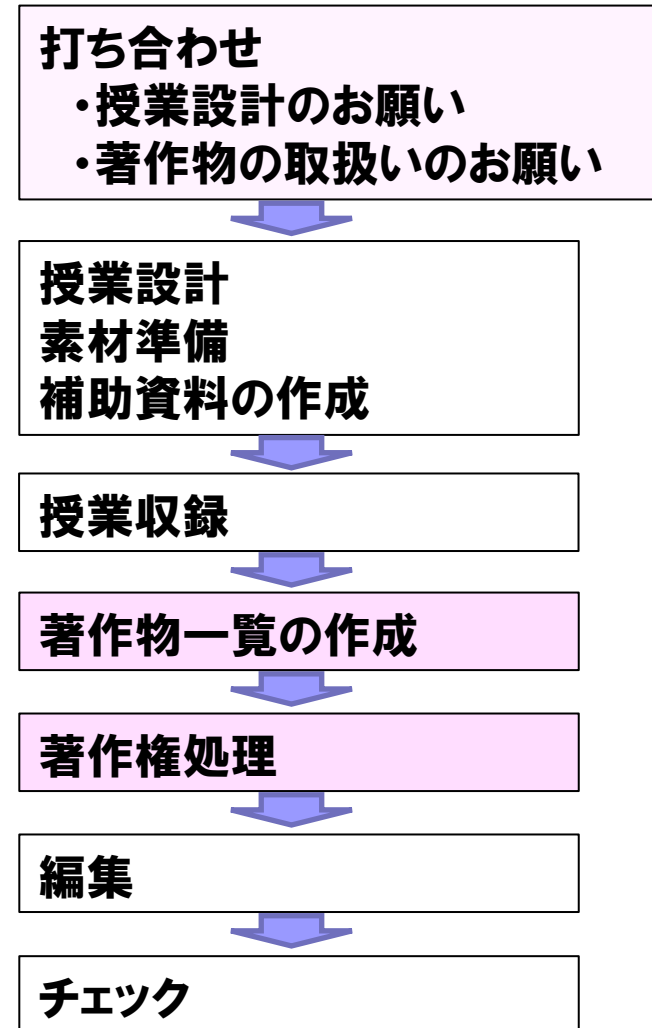 打ち合わせ
・授業設計のお願い
・著作物の取扱いのお願い
授業設計
素材準備
補助資料の作成
授業収録
著作物一覧の作成
著作権処理
編集
チェック